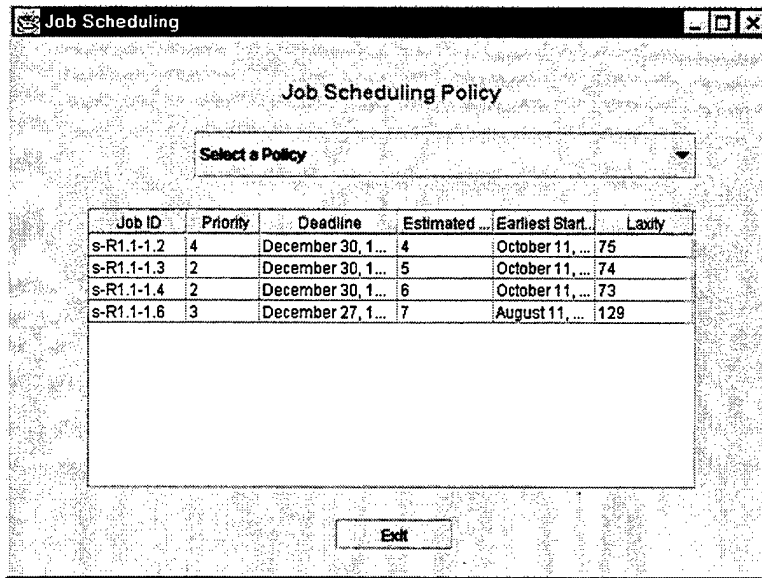 Job Scheduling
Job Scheduling Policy
Select a Policy
Job ID Priority Deadline Estimated ... Earliest Start... Laxity
s-R1.1-1.2 4 December 30, 1... 4 October 11, ... 75
s-R1.1-1.3 2 December 30, 1... 5 October 11, ... 74
s-R1.1-1.4 2 December 30, 1... 6 October 11, ... 73
s-R1.1-1.6 3 December 27, 1... 7 August 11, ... 129
Exit